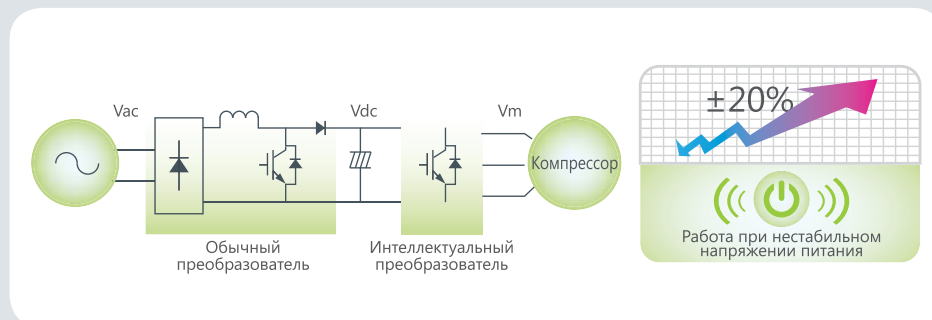 Vac
Vdc
Vm
Компрессор
Обычный
преобразователь
Интеллектуальный
преобразователь
±20%
Работа при нестабильном
напряжении питания